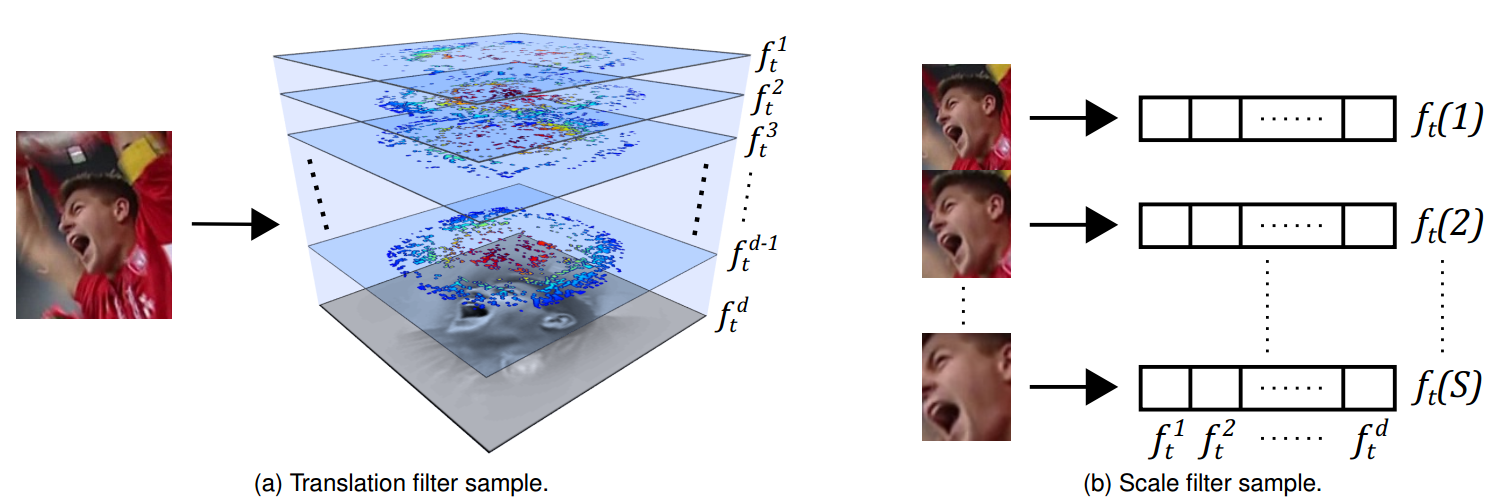 f_t^1
f_t^2
f_t^3
f_t^{d-1}
f_t^d
(a) Translation filter sample.
f_t(1)
f_t(2)
f_t(S)
f_t^1 f_t^2 ...... f_t^d
(b) Scale filter sample.